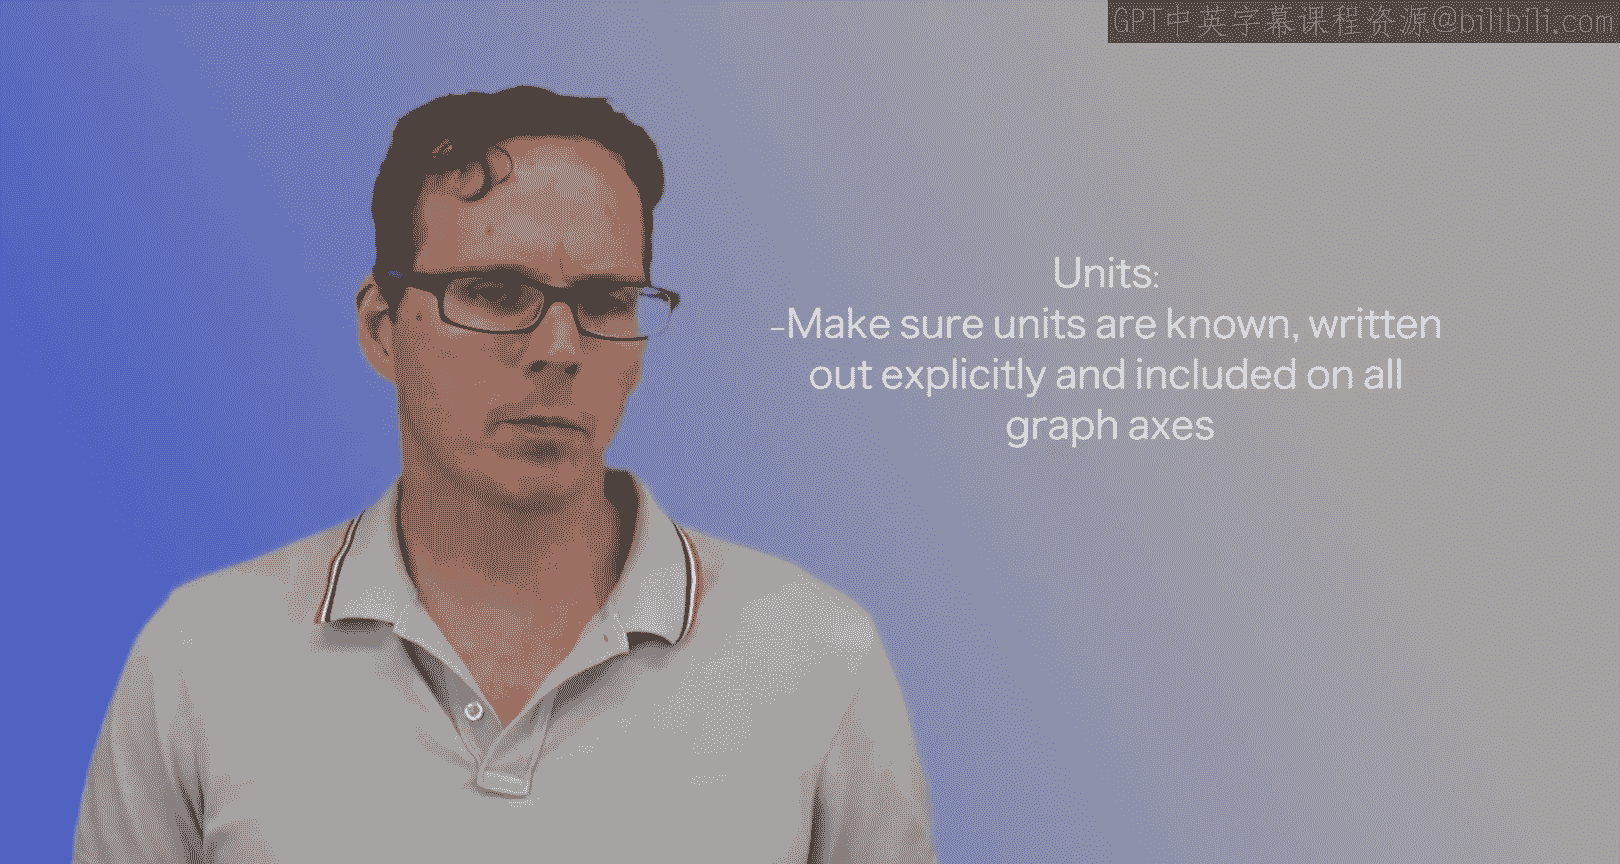 GPT中英字幕课程资源@bilibili.com
Units:
-Make sure units are known, written
out explicitly and included on all
graph axes